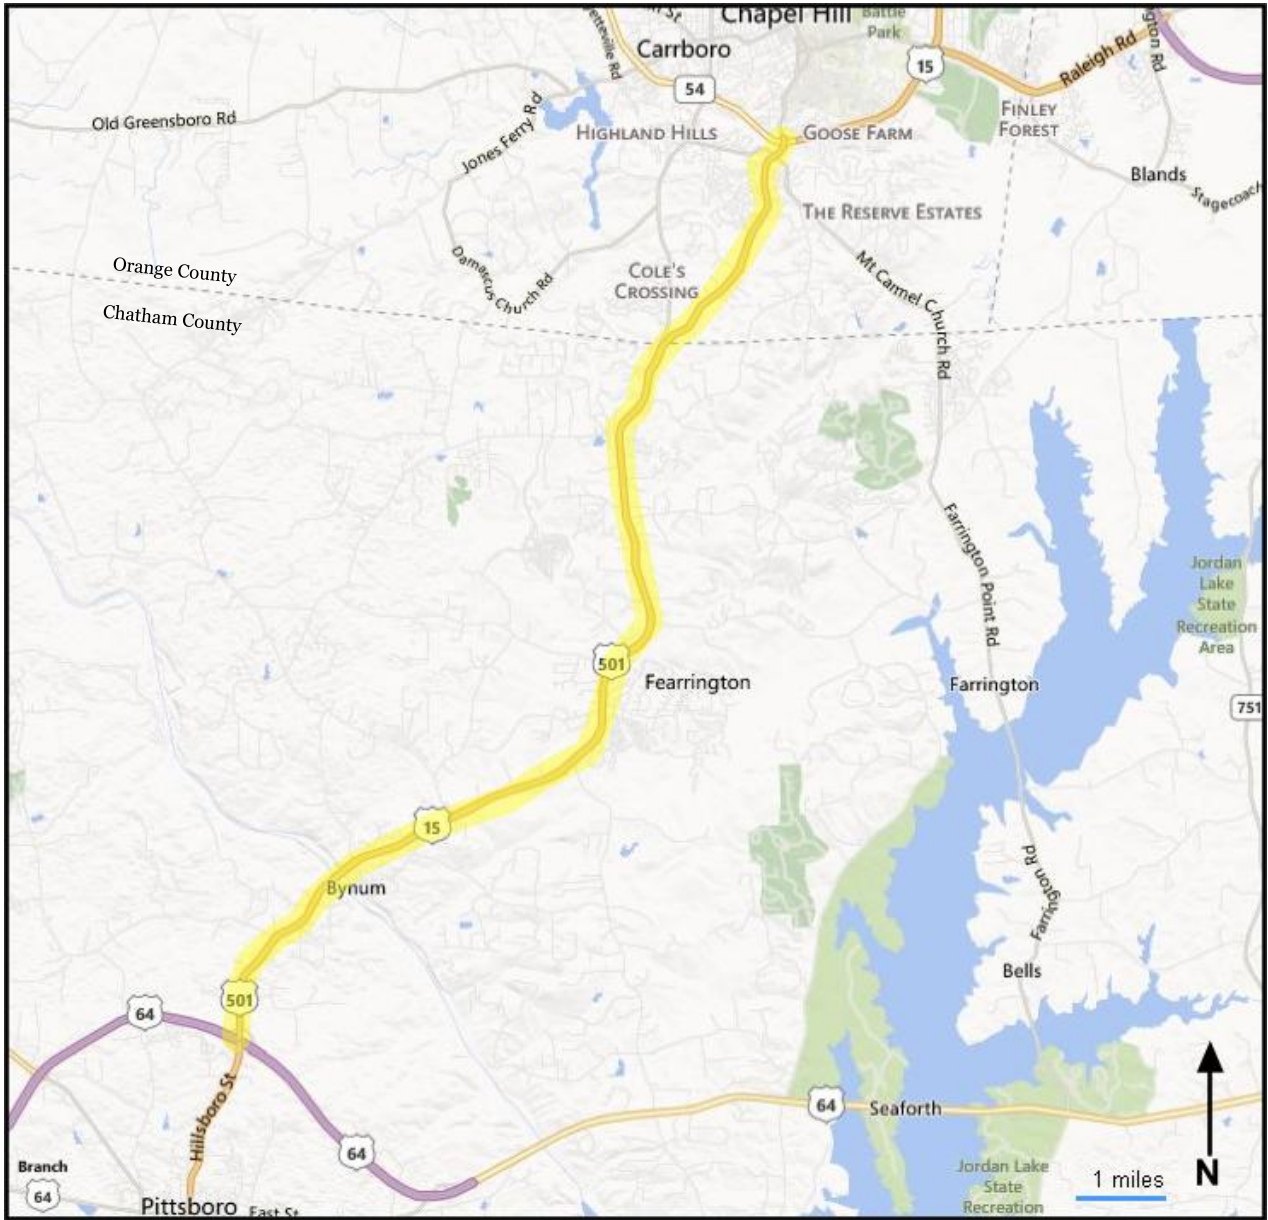 Chapel Hill
Battle
Park
Carrboro
54
15
Raleigh Rd
Old Greensboro Rd
Jones Ferry Rd
HIGHLAND HILLS
GOOSE FARM
FINLEY
FOREST
Blands
THE RESERVE ESTATES
Damascus Church Rd
COLE'S
CROSSING
Mt Carmel Church Rd
Orange County
Chatham County
Farrington Point Rd
Jordan
Lake
State
Recreation
Area
501
Fearrington
Farrington
751
15
Bynum
Farrington Rd
Bells
501
64
Hillsboro St
64
64
Seaforth
Branch
64
Pittsboro
East St
Jordan Lake
State
Recreation
1 miles
N